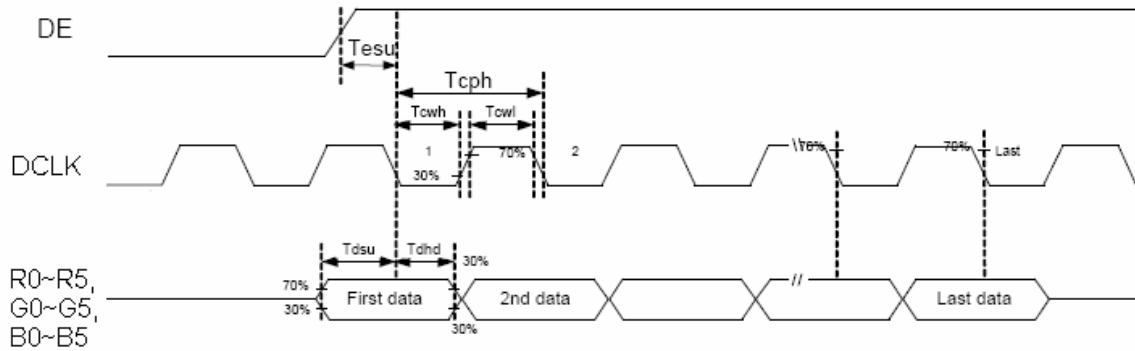 DE
Tesu
Tcph
Tcwh
Tcwl
DCLK
1
30%
70%
2
\\
70%
70%
Last
Tdsu
Tdhd
30%
R0~R5,
G0~G5,
B0~B5
70%
30%
First data
30%
2nd data
//
Last data